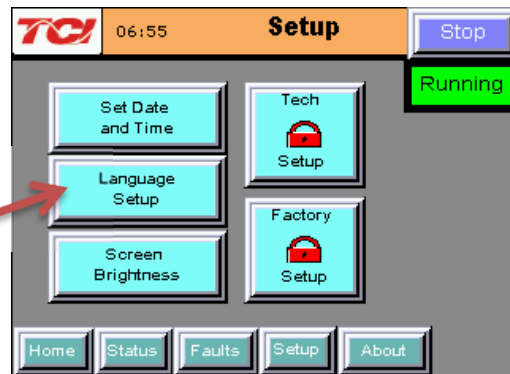 TCI
06:55
Setup
Stop
Running
Set Date
and Time
Tech
Setup
Language
Setup
Factory
Setup
Screen
Brightness
Home
Status
Faults
Setup
About